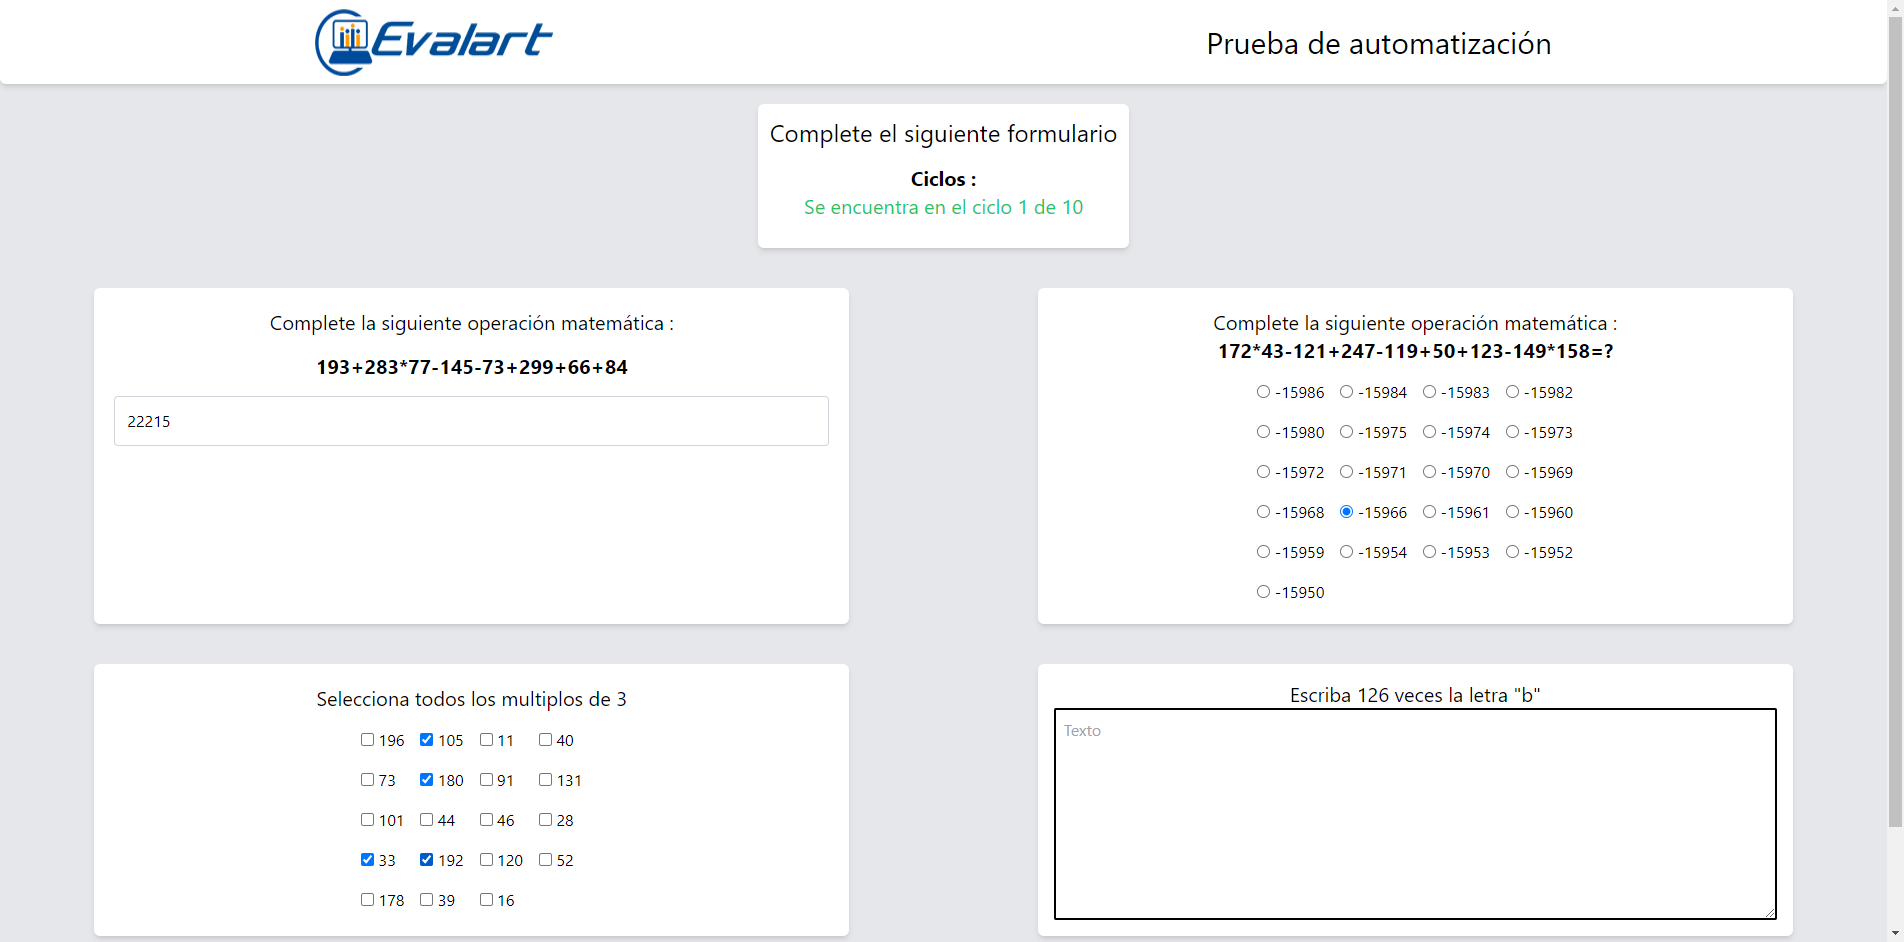 Evalart
Prueba de automatización
Complete el siguiente formulario
Ciclos :
Se encuentra en el ciclo 1 de 10
Complete la siguiente operación matemática :
193+283*77-145-73+299+66+84
22215
Complete la siguiente operación matemática :
172*43-121+247-119+50+123-149*158=?
-15986 -15984 -15983 -15982
-15980 -15975 -15974 -15973
-15972 -15971 -15970 -15969
-15968 -15966 -15961 -15960
-15959 -15954 -15953 -15952
-15950
Selecciona todos los multiplos de 3
196 105 11 40
73 180 91 131
101 44 46 28
33 192 120 52
178 39 16
Escriba 126 veces la letra "b"
Texto